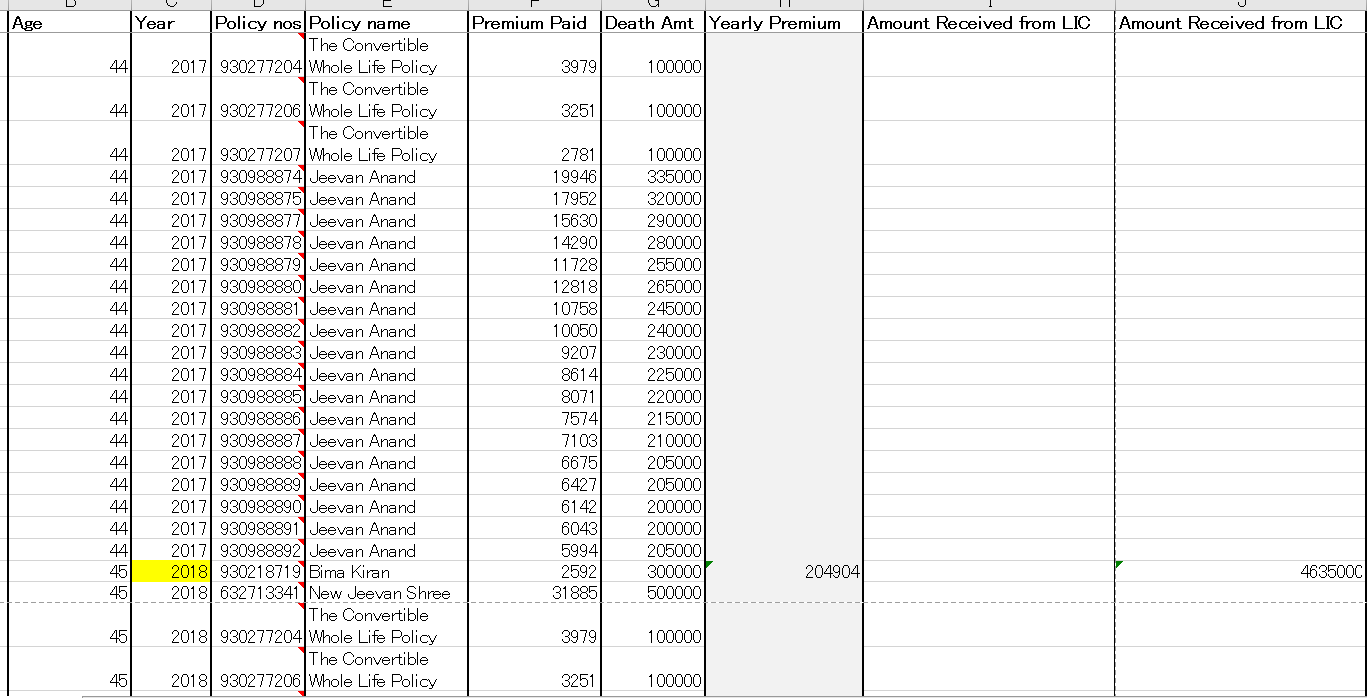 Age Year Policy nos Policy name Premium Paid Death Amt Yearly Premium Amount Received from LIC Amount Received from LIC
The Convertible
44 2017 930277204 Whole Life Policy 3979 100000
The Convertible
44 2017 930277206 Whole Life Policy 3251 100000
The Convertible
44 2017 930277207 Whole Life Policy 2781 100000
44 2017 930988874 Jeevan Anand 19946 335000
44 2017 930988875 Jeevan Anand 17952 320000
44 2017 930988877 Jeevan Anand 15630 290000
44 2017 930988878 Jeevan Anand 14290 280000
44 2017 930988879 Jeevan Anand 11728 255000
44 2017 930988880 Jeevan Anand 12818 265000
44 2017 930988881 Jeevan Anand 10758 245000
44 2017 930988882 Jeevan Anand 10050 240000
44 2017 930988883 Jeevan Anand 9207 230000
44 2017 930988884 Jeevan Anand 8614 225000
44 2017 930988885 Jeevan Anand 8071 220000
44 2017 930988886 Jeevan Anand 7574 215000
44 2017 930988887 Jeevan Anand 7103 210000
44 2017 930988888 Jeevan Anand 6675 205000
44 2017 930988889 Jeevan Anand 6427 205000
44 2017 930988890 Jeevan Anand 6142 200000
44 2017 930988891 Jeevan Anand 6043 200000
44 2017 930988892 Jeevan Anand 5994 205000
45 2018 930218719 Bima Kiran 2592 300000 204904 4635000
45 2018 632713341 New Jeevan Shree 31885 500000
The Convertible
45 2018 930277204 Whole Life Policy 3979 100000
The Convertible
45 2018 930277206 Whole Life Policy 3251 100000